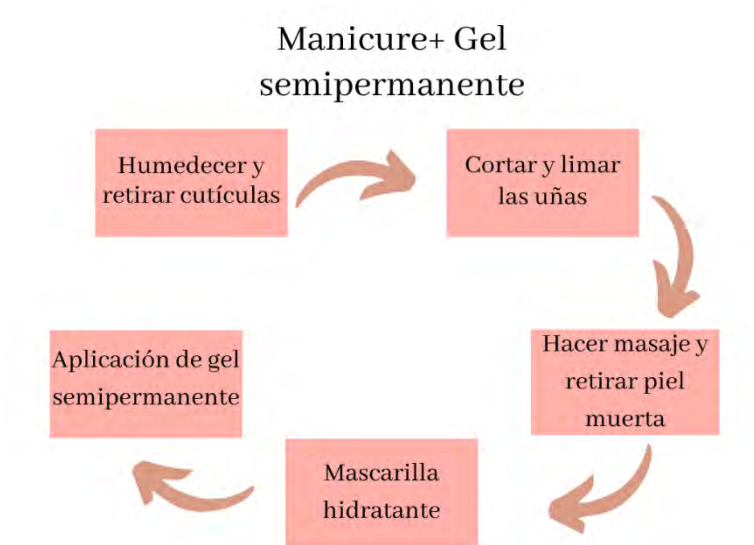 Manicure+ Gel
semipermanente
Humedecer y
retirar cutículas
Cortar y limar
las uñas
Hacer masaje y
retirar piel
muerta
Mascarilla
hidratante
Aplicación de gel
semipermanente